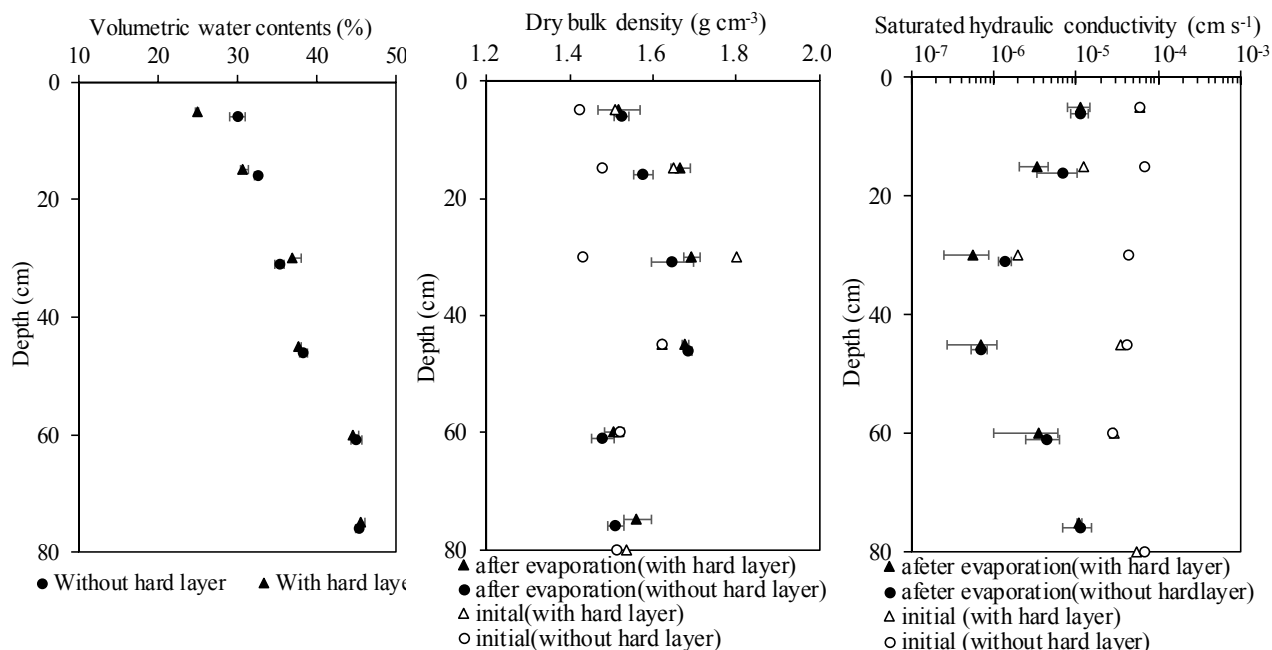 Volumetric water contents (%)
10 20 30 40 50
0
20
40
60
80
Depth (cm)
Without hard layer With hard laye
Dry bulk density (g cm-3)
1.2 1.4 1.6 1.8 2.0
0
20
40
60
80
Depth (cm)
after evaporation(with hard layer)
after evaporation(without hard layer)
inital(with hard layer)
initial(without hard layer)
Saturated hydraulic conductivity (cm s-1)
10-7 10-6 10-5 10-4 10-3
0
20
40
60
80
Depth (cm)
afeter evaporation(with hard layer)
afeter evaporation(without hardlayer)
initial (with hard layer)
initial (without hard layer)